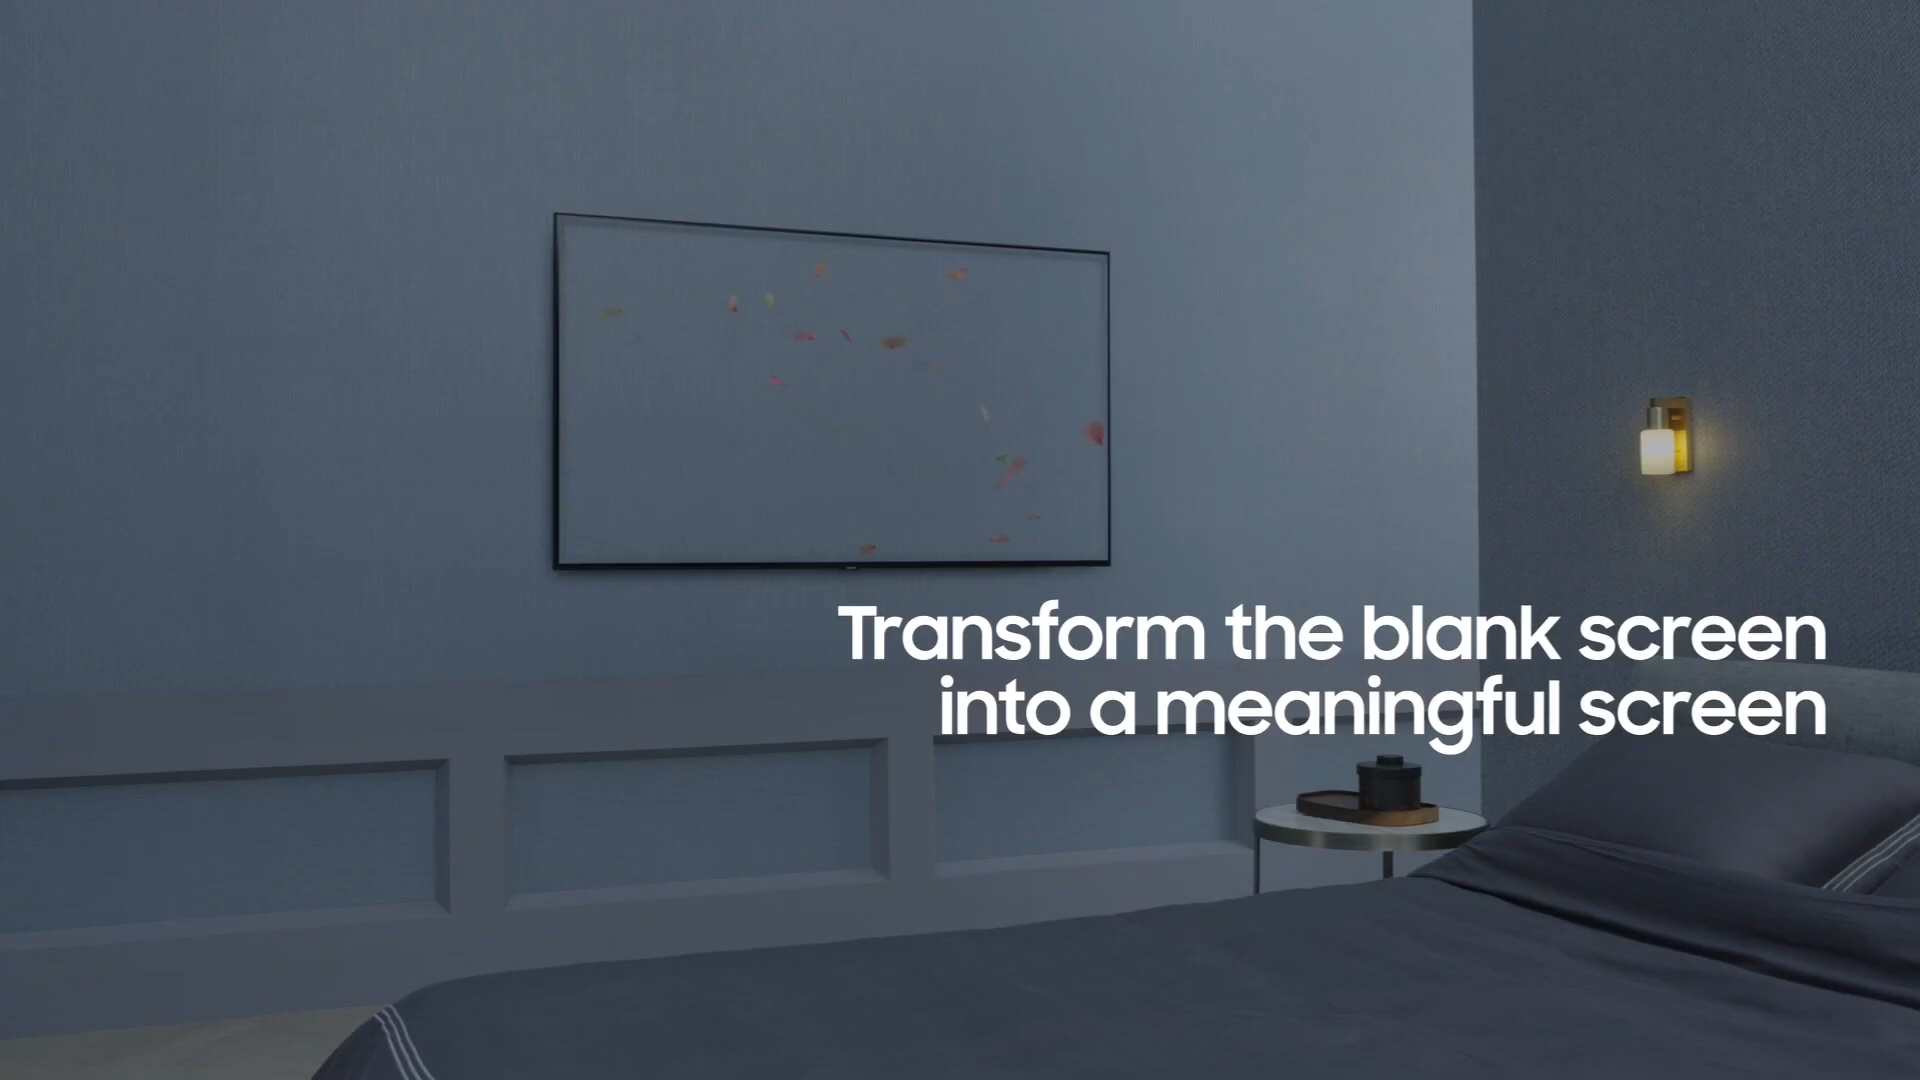 Transform the blank screen
into a meaningful screen